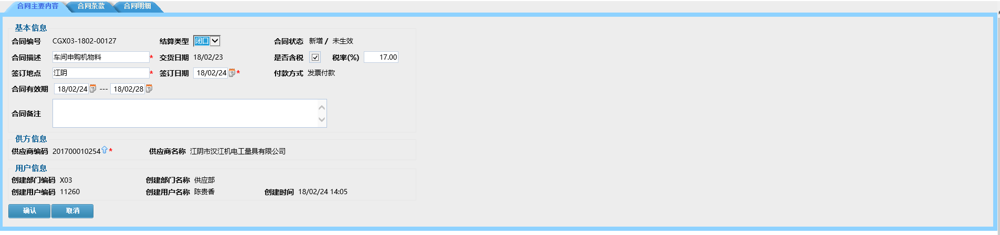 合同主要内容 合同条款 合同明细
基本信息
合同编号 CGX03-1802-00127 结算类型 闭口 合同状态 新增 / 未生效
合同描述 车间申购机物料 * 交货日期 18/02/23 是否含税 税率(%) 17.00
签订地点 江阴 * 签订日期 18/02/24 * 付款方式 发票付款
合同有效期 18/02/24 --- 18/02/28
合同备注
供方信息
供应商编码 201700010254 * 供应商名称 江阴市汉江机电工量具有限公司
用户信息
创建部门编码 X03 创建部门名称 供应部
创建用户编码 11260 创建用户名称 陈贵香 创建时间 18/02/24 14:05
确认 取消